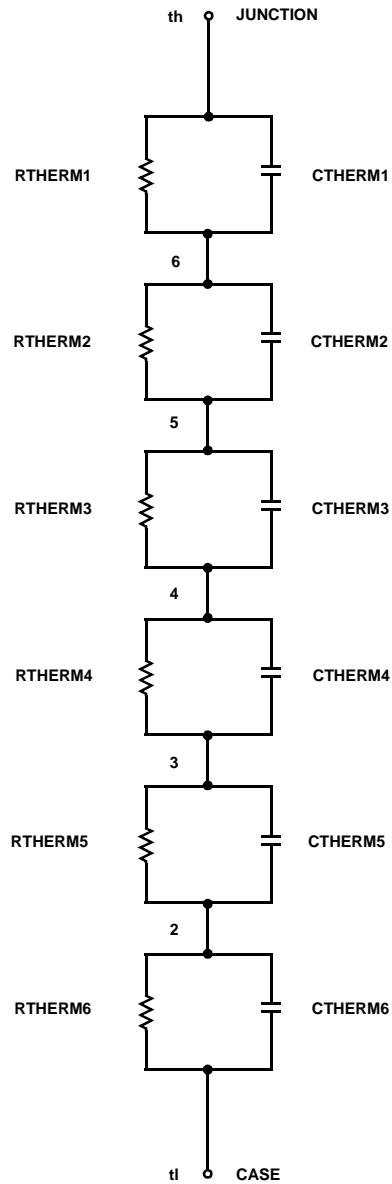 th JUNCTION
RTHERM1 CTHERM1
6
RTHERM2 CTHERM2
5
RTHERM3 CTHERM3
4
RTHERM4 CTHERM4
3
RTHERM5 CTHERM5
2
RTHERM6 CTHERM6
tl CASE